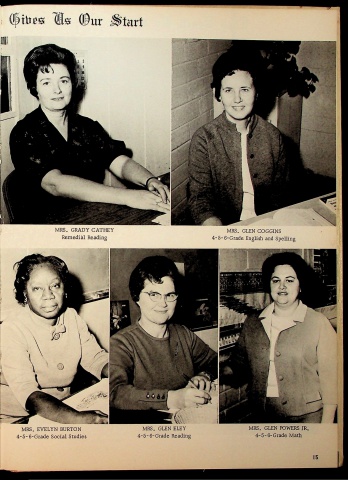 Gives Us Our Start
MRS. GRADY CATHEY
Remedial Reading
MRS. GLEN COGGINS
4-5-6-Grade English and Spelling
MRS. EVELYN BURTON
4-5-6-Grade Social Studies
MRS. GLEN ELEY
4-5-6-Grade Reading
MRS. GLEN POWERS JR.
4-5-6-Grade Math
15